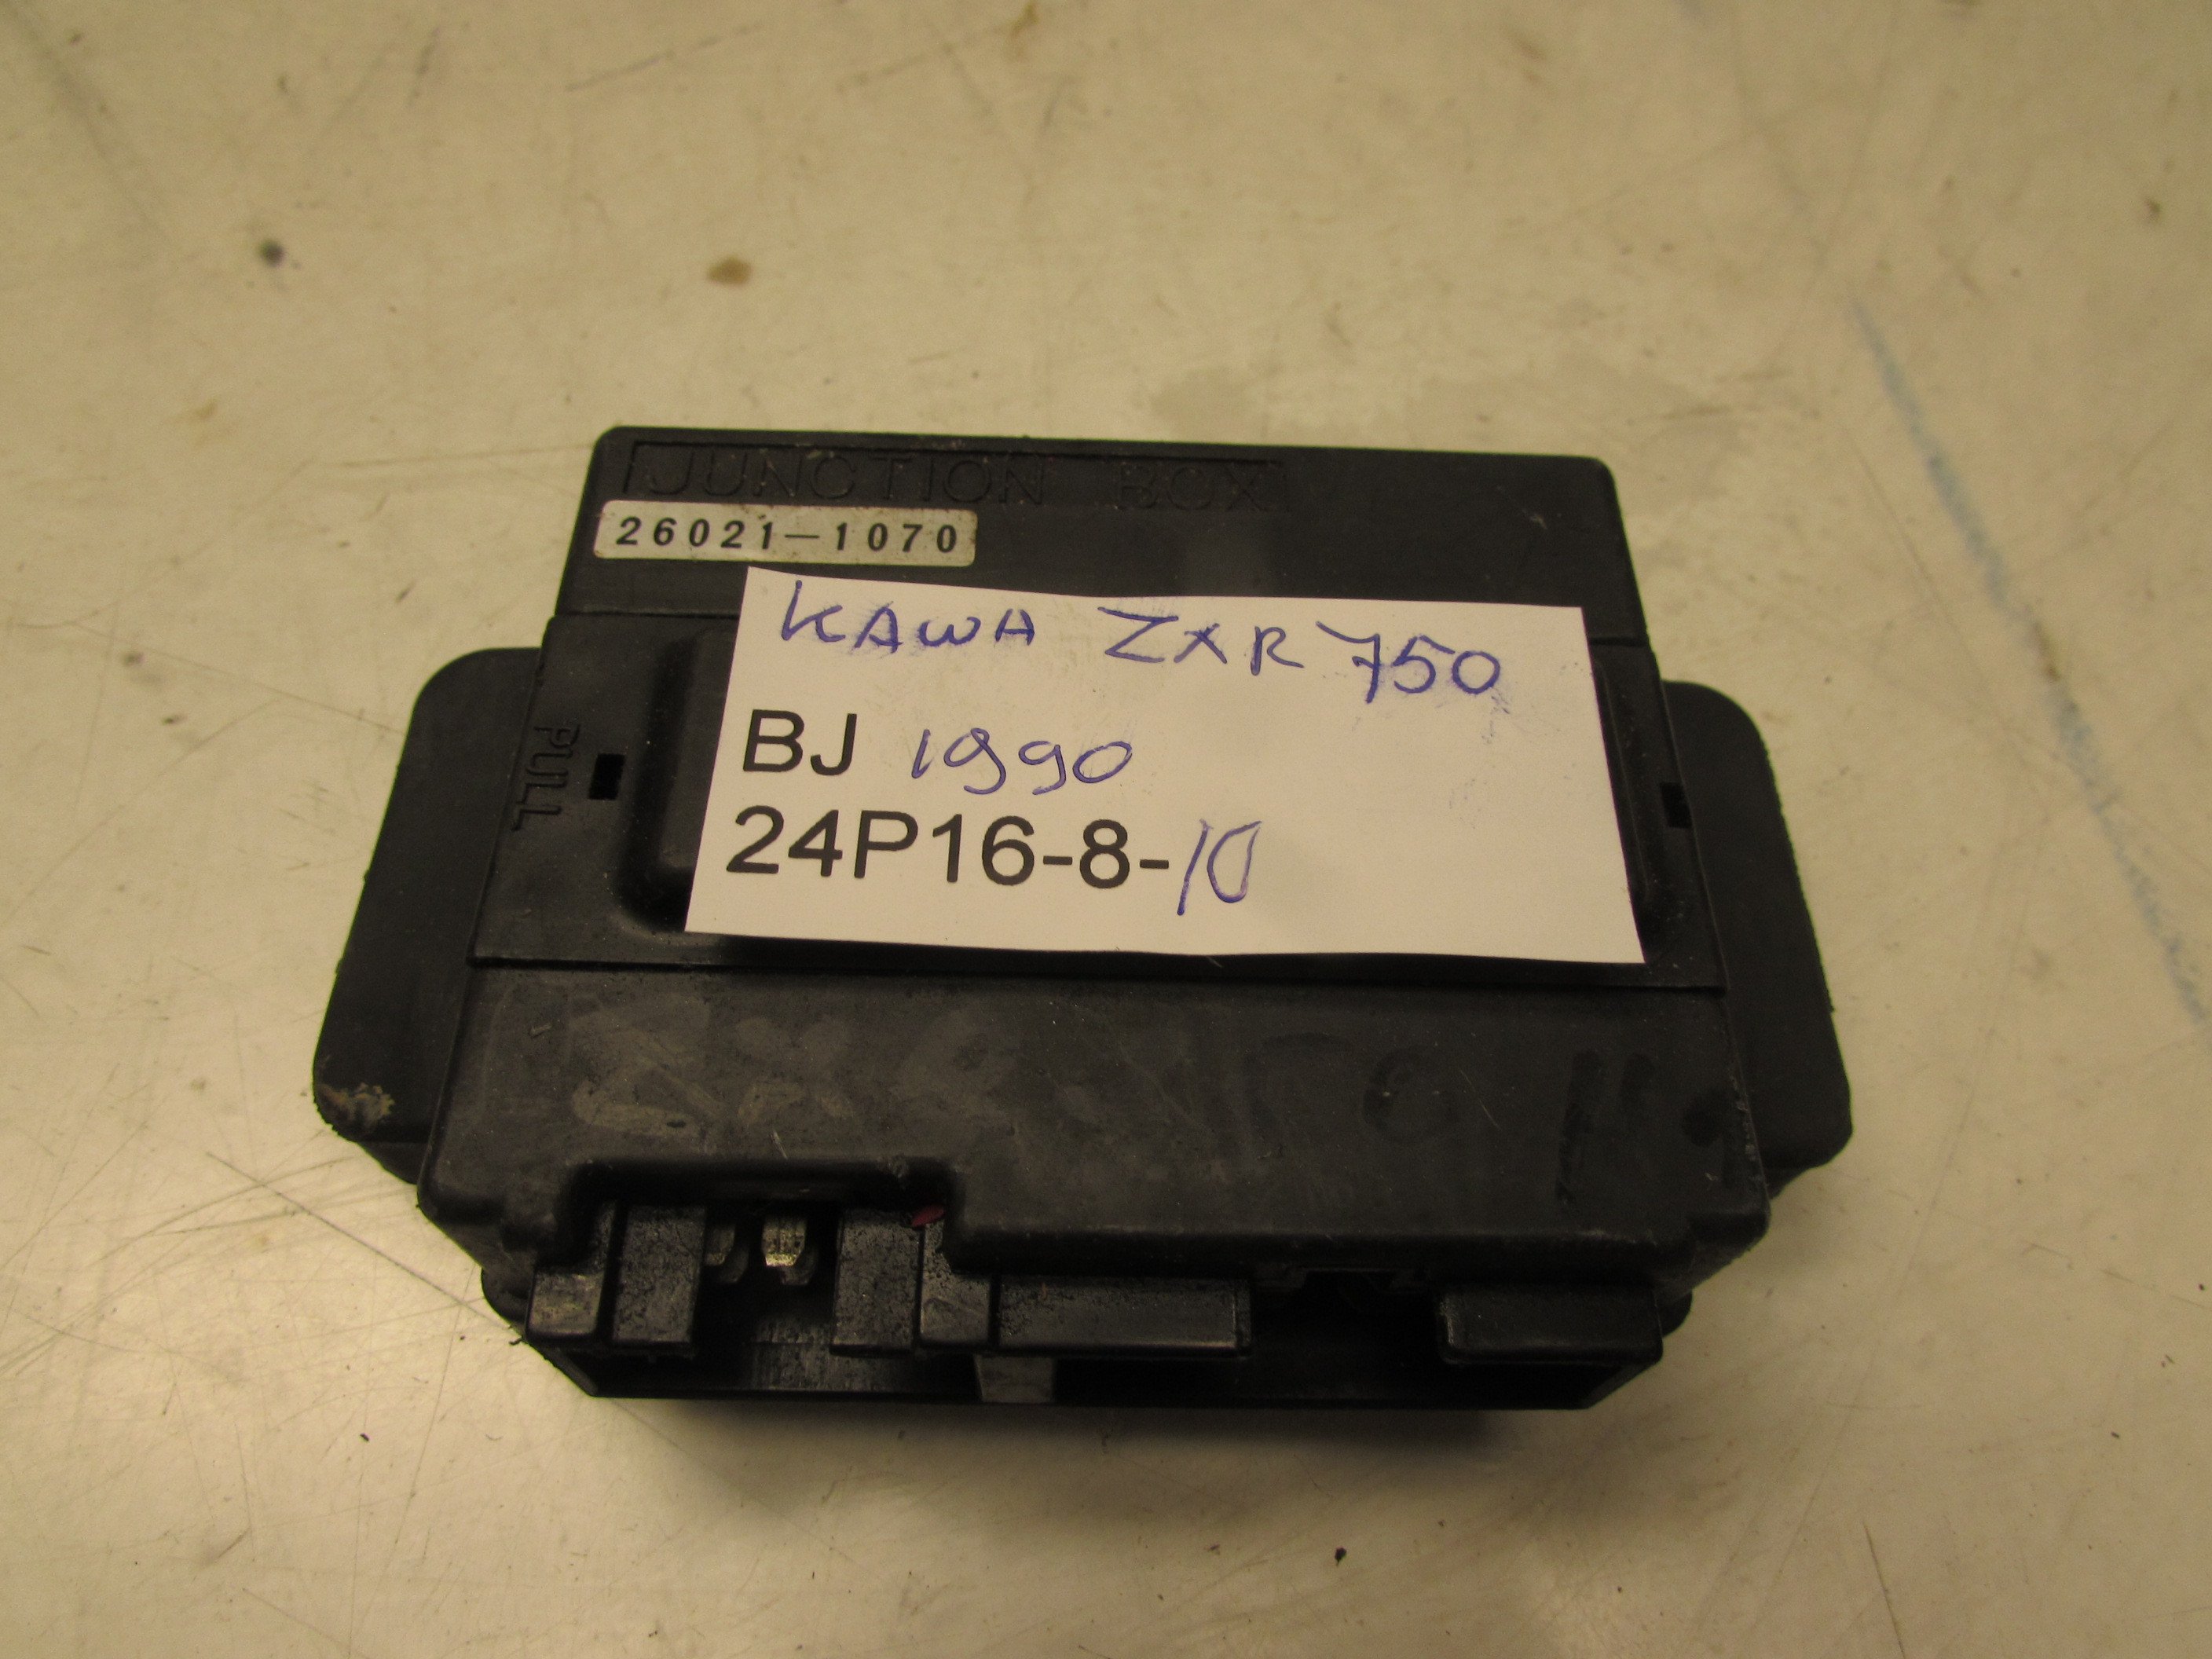 JUNCTION BOX
26021-1070
KAWA ZXR 750
BJ 1990
24P16-8-10
PULL